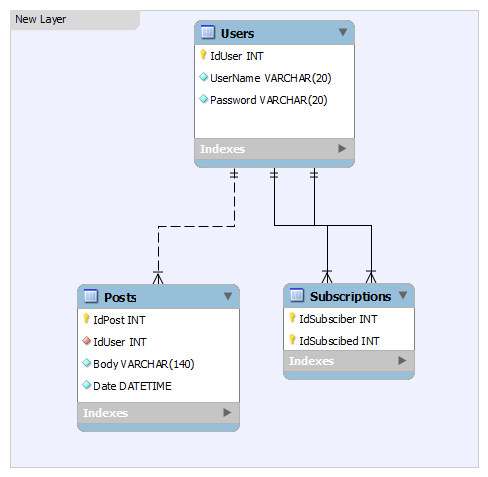 New Layer
Users
IdUser INT
UserName VARCHAR(20)
Password VARCHAR(20)
Indexes
Posts
IdPost INT
IdUser INT
Body VARCHAR(140)
Date DATETIME
Indexes
Subscriptions
IdSubsciber INT
IdSubscibed INT
Indexes